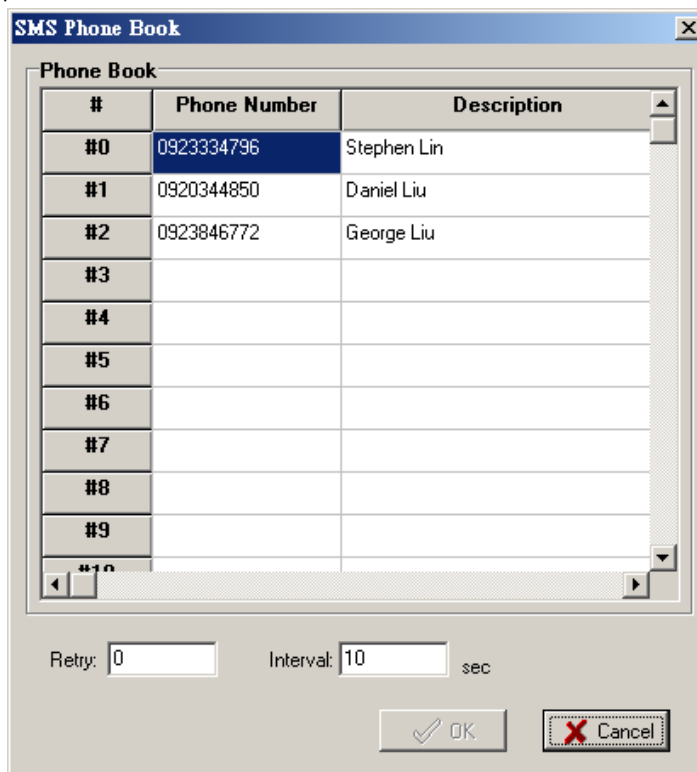 SMS Phone Book
Phone Book
# Phone Number Description
#0 0923334796 Stephen Lin
#1 0920344850 Daniel Liu
#2 0923846772 George Liu
#3
#4
#5
#6
#7
#8
#9
#10
Retry: 0 Interval: 10 sec
OK Cancel